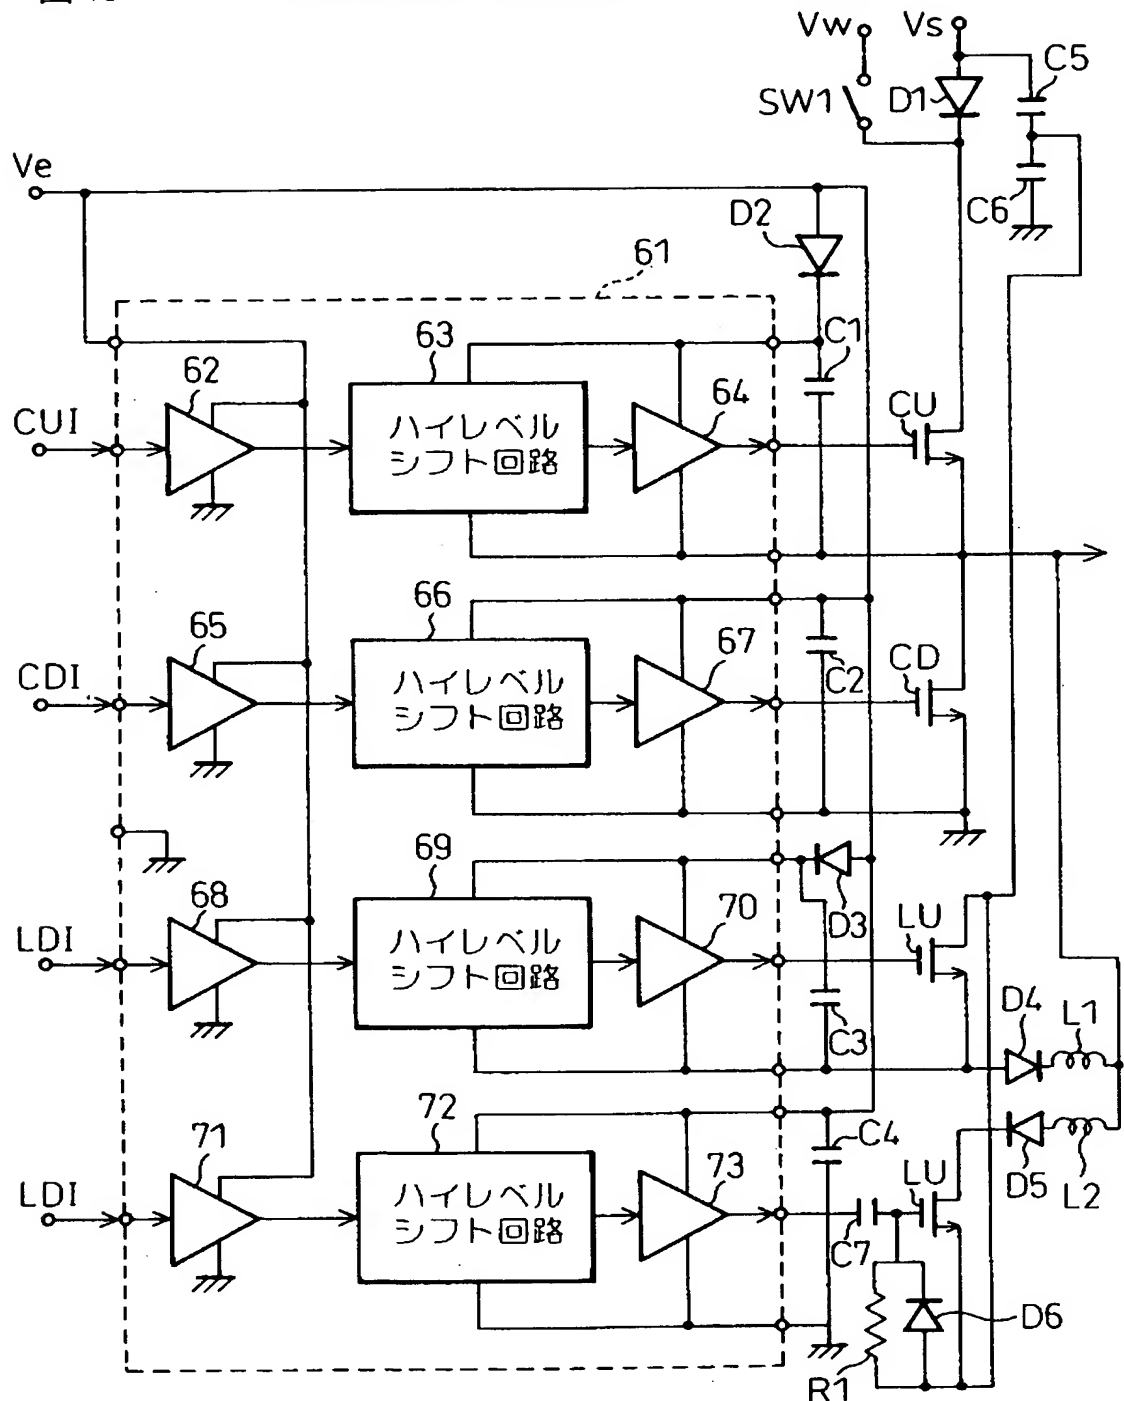 Vw
Vs
C5
SW1
D1
Ve
C6
D2
61
63
C1
62
64
CU
CUI
ハイレベル
シフト回路
66
65
67
CD
CDI
C2
ハイレベル
シフト回路
69
68
70
D3
LU
LDI
ハイレベル
シフト回路
C3
D4
L1
72
C4
71
73
LU
D5
L2
LDI
ハイレベル
シフト回路
C7
D6
R1